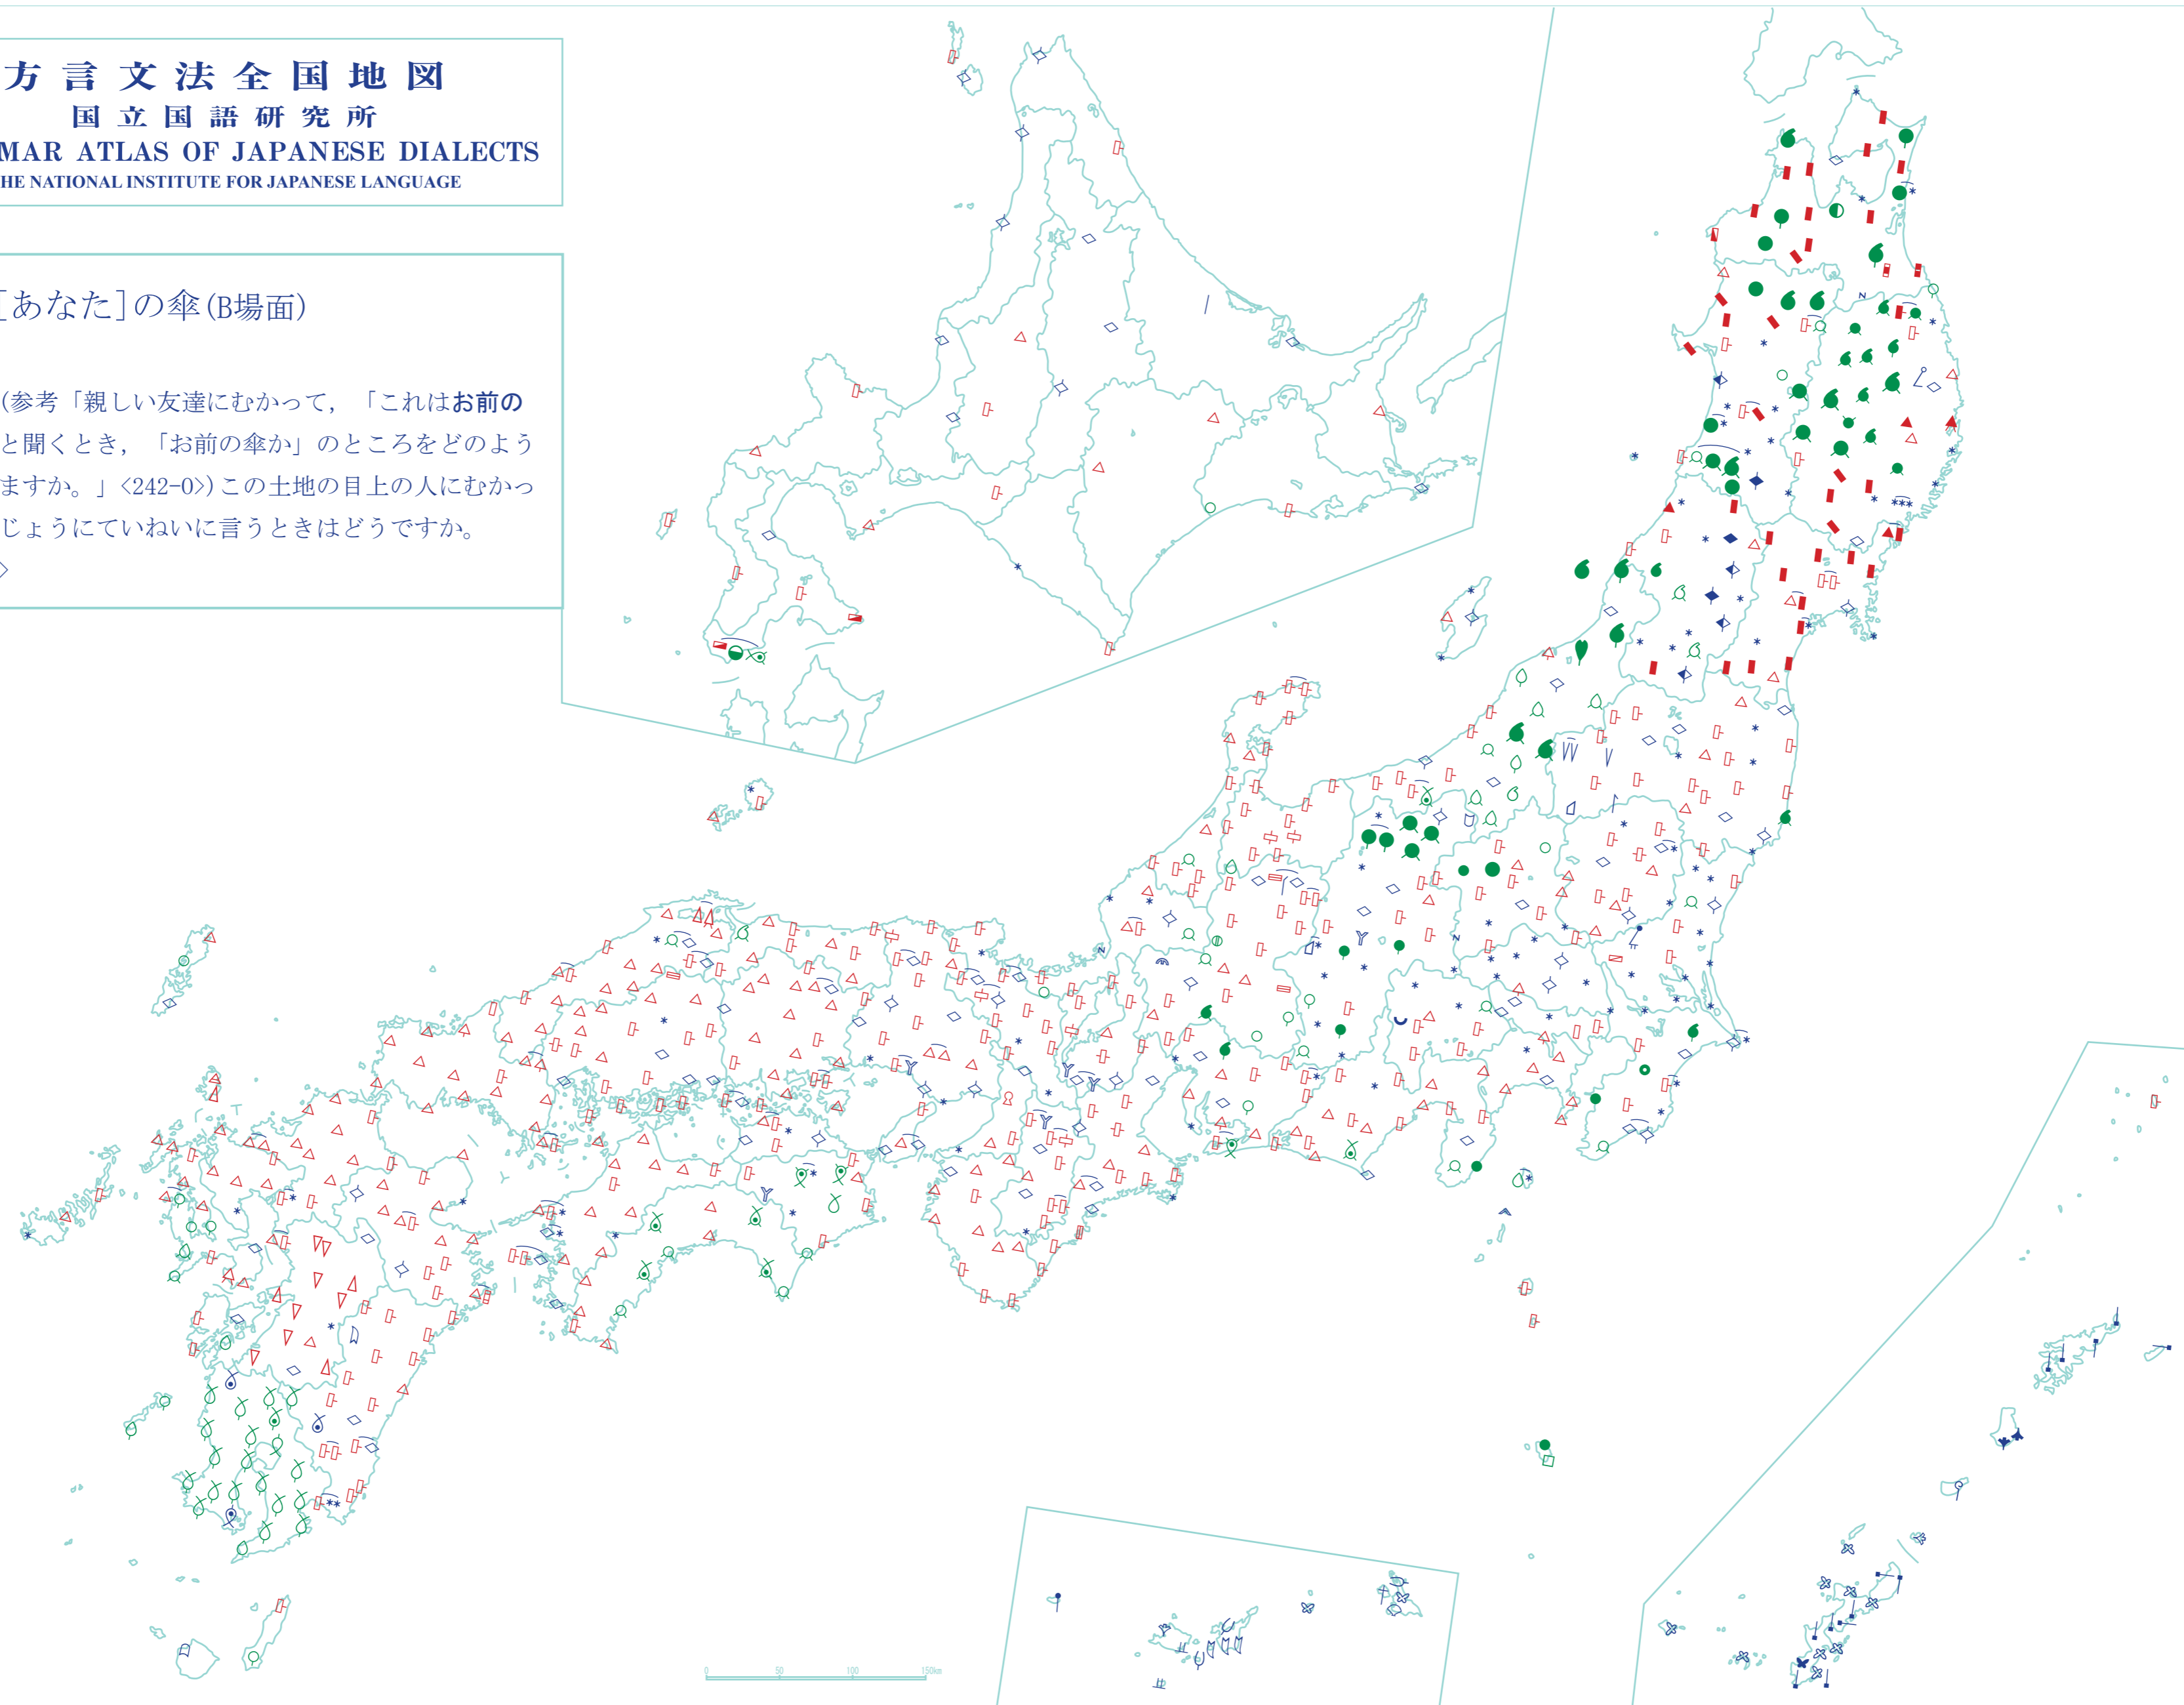 方言文法全国地図
国立国語研究所
MAR ATLAS OF JAPANESE DIALECTS
HE NATIONAL INSTITUTE FOR JAPANESE LANGUAGE
[あなた]の傘(B場面)
(参考「親しい友達にむかって，「これはお前の
と聞くとき，「お前の傘か」のところをどのよう
ますか。」<242-0>)この土地の目上の人にむかっ
じょうにていねいに言うときはどうですか。
>
0 50 100 150km